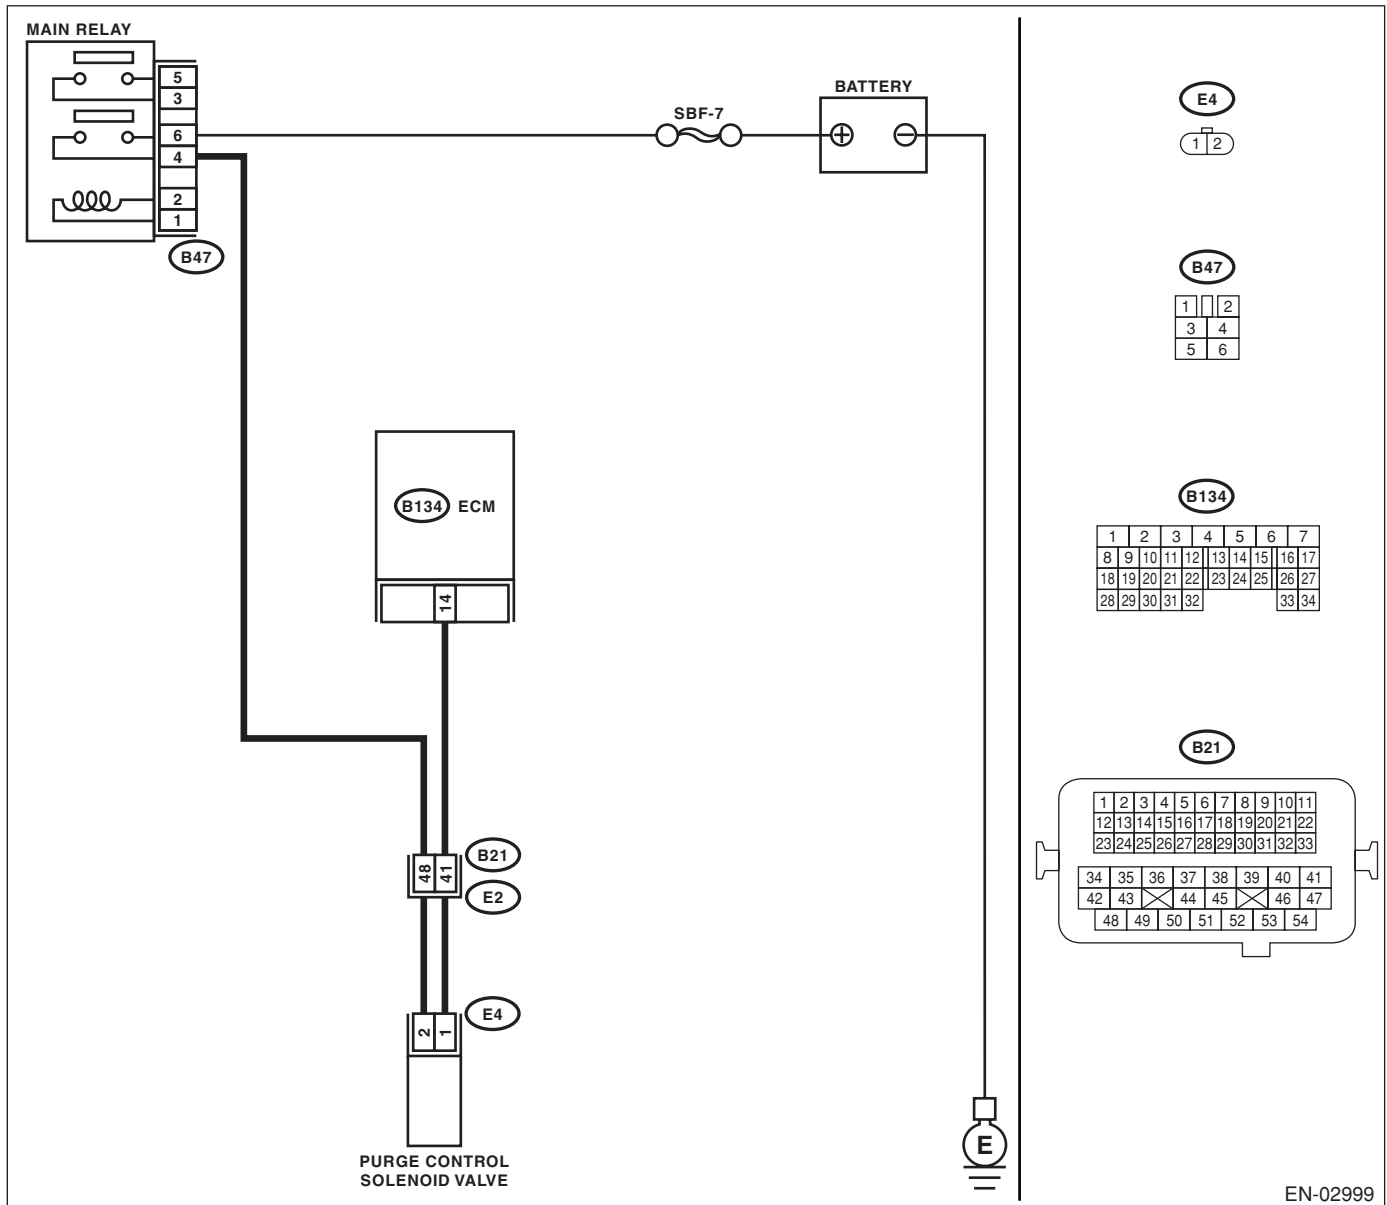 MAIN RELAY
5
3
6
4
2
1
B47
SBF-7
BATTERY
+
−
B134 ECM
14
48 41
B21
E2
E4
2 1
PURGE CONTROL
SOLENOID VALVE
E
E4
1 2
B47
1 2
3 4
5 6
B134
1 2 3 4 5 6 7
8 9 10 11 12 13 14 15 16 17
18 19 20 21 22 23 24 25 26 27
28 29 30 31 32 33 34
B21
1 2 3 4 5 6 7 8 9 10 11
12 13 14 15 16 17 18 19 20 21 22
23 24 25 26 27 28 29 30 31 32 33
34 35 36 37 38 39 40 41
42 43 44 45 46 47
48 49 50 51 52 53 54
EN-02999